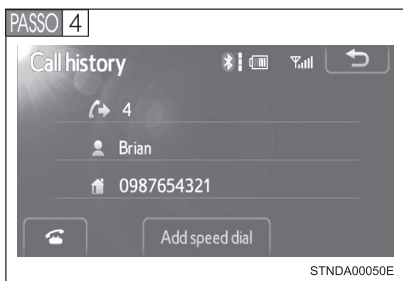 PASSO 4
Call history
4
Brian
0987654321
Add speed dial
STNDA00050E